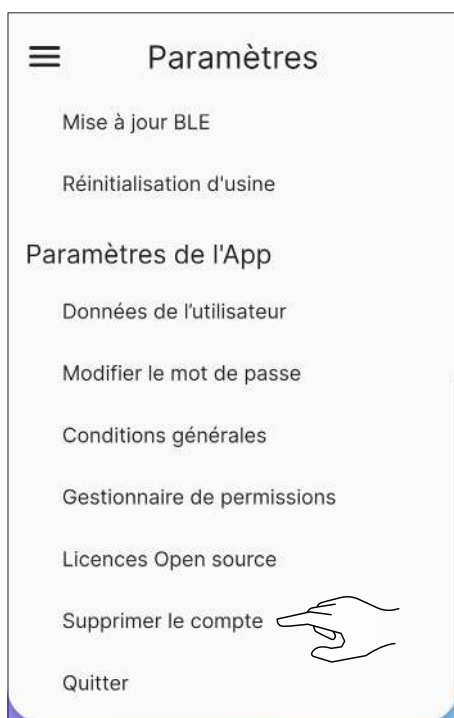 Paramètres
Mise à jour BLE
Réinitialisation d'usine
Paramètres de l'App
Données de l’utilisateur
Modifier le mot de passe
Conditions générales
Gestionnaire de permissions
Licences Open source
Supprimer le compte
Quitter